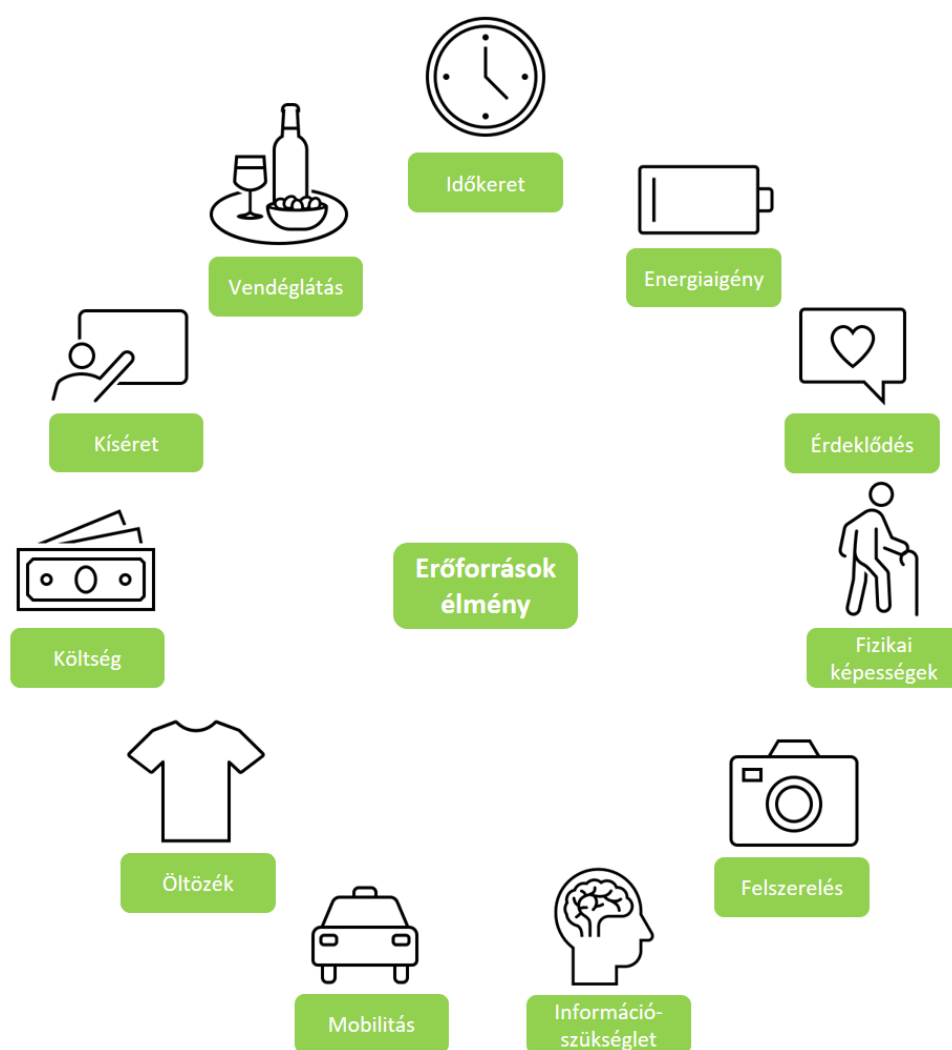 Időkeret
Energiaigény
Vendéglátás
Érdeklődés
Kíséret
Erőforrások
élmény
Fizikai
képességek
Költség
Felszerelés
Öltözék
Információ-
szükséglet
Mobilitás